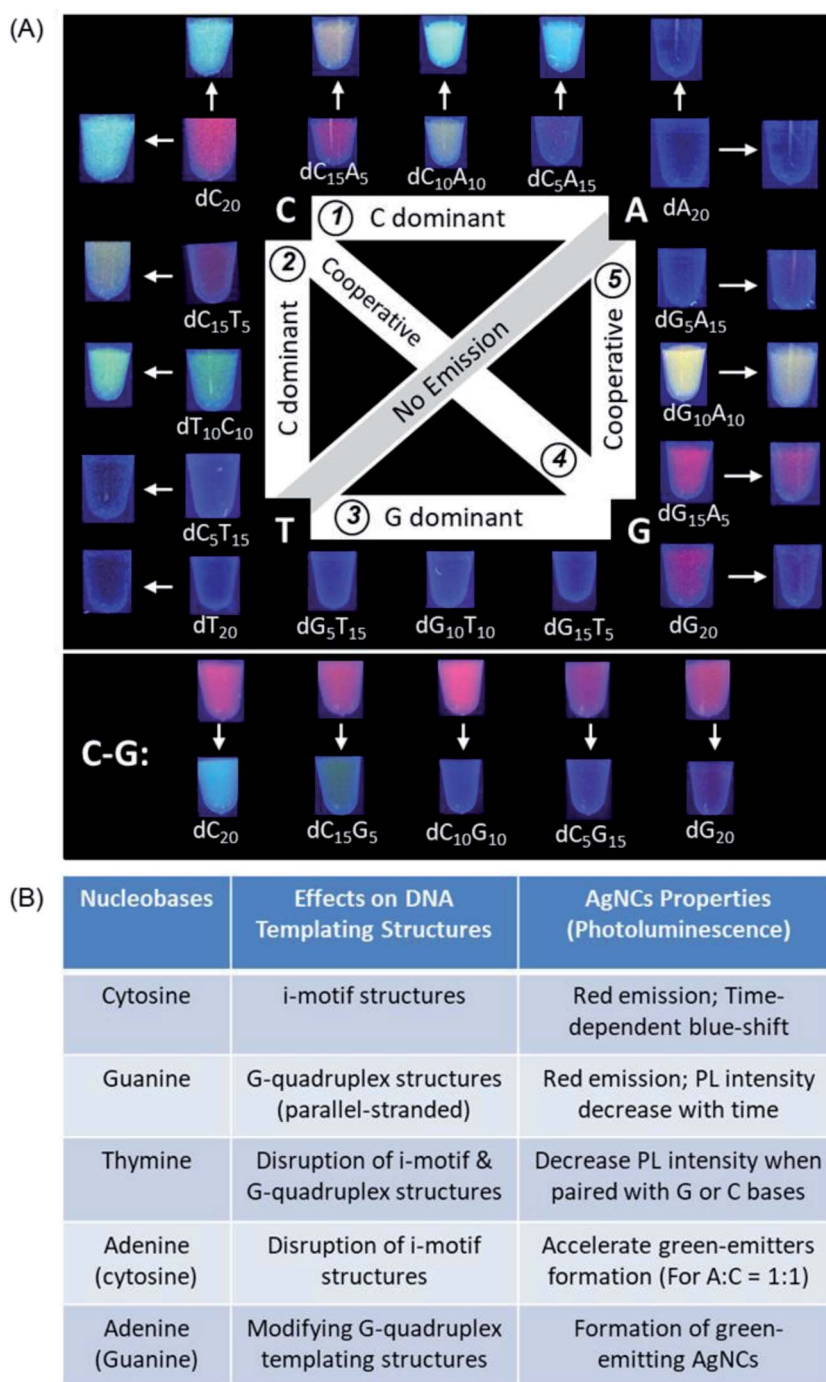 (A)
dC₂₀
dC₁₅A₅
dC₁₀A₁₀
dC₅A₁₅
dA₂₀
C
1
C dominant
A
2
Cooperative
5
dC₁₅T₅
dG₅A₁₅
C dominant
No Emission
Cooperative
dT₁₀C₁₀
dG₁₀A₁₀
dC₅T₁₅
4
dG₁₅A₅
T
3
G dominant
G
dT₂₀
dG₅T₁₅
dG₁₀T₁₀
dG₁₅T₅
dG₂₀
C-G:
dC₂₀
dC₁₅G₅
dC₁₀G₁₀
dC₅G₁₅
dG₂₀
(B)
Nucleobases
Effects on DNA
Templating Structures
AgNCs Properties
(Photoluminescence)
Cytosine
i-motif structures
Red emission; Time-
dependent blue-shift
Guanine
G-quadruplex structures
(parallel-stranded)
Red emission; PL intensity
decrease with time
Thymine
Disruption of i-motif &
G-quadruplex structures
Decrease PL intensity when
paired with G or C bases
Adenine
(cytosine)
Disruption of i-motif
structures
Accelerate green-emitters
formation (For A:C = 1:1)
Adenine
(Guanine)
Modifying G-quadruplex
templating structures
Formation of green-
emitting AgNCs